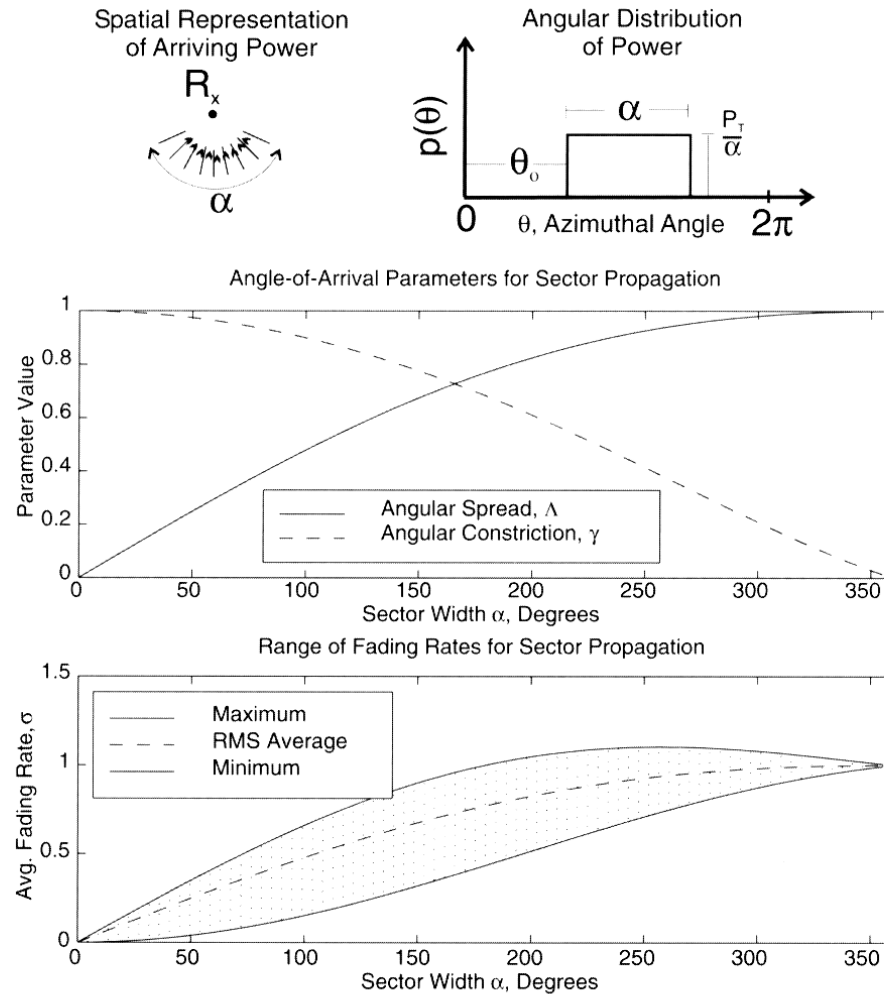 Spatial Representation
of Arriving Power
Rx
α
Angular Distribution
of Power
p(θ)
α
θo
PT
α
0
θ, Azimuthal Angle
2π
Angle-of-Arrival Parameters for Sector Propagation
Parameter Value
1
0.8
0.6
0.4
0.2
0
Angular Spread, Λ
Angular Constriction, γ
0
50
100
150
200
250
300
350
Sector Width α, Degrees
Range of Fading Rates for Sector Propagation
Avg. Fading Rate, σ
1.5
1
0.5
0
Maximum
RMS Average
Minimum
0
50
100
150
200
250
300
350
Sector Width α, Degrees